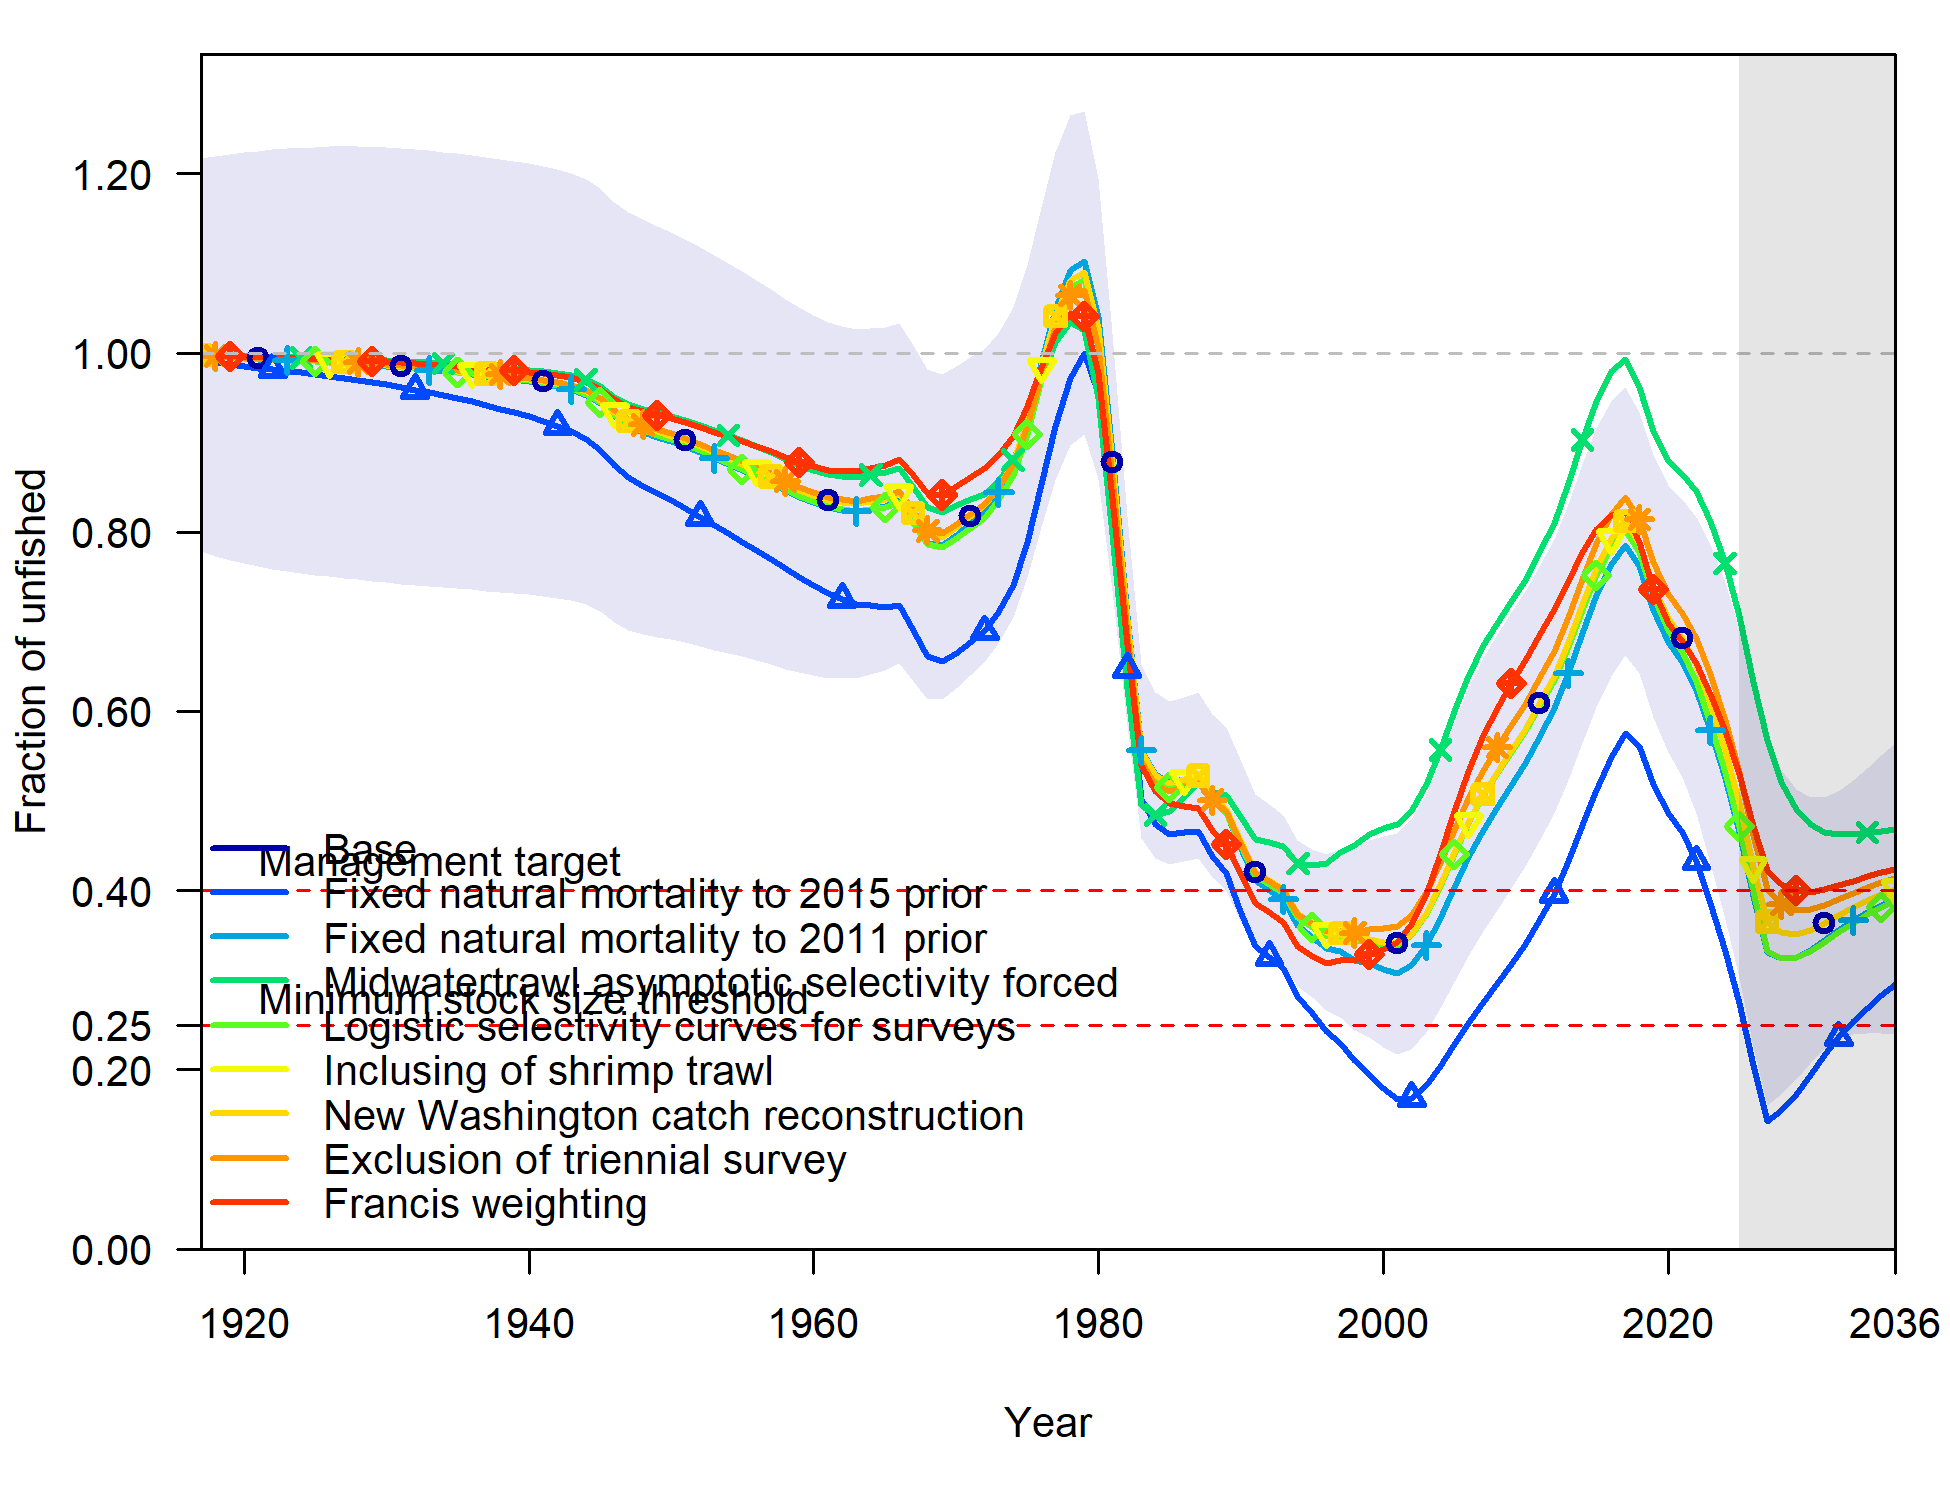 Fraction of unfished
1.20
1.00
0.80
0.60
0.40
0.25
0.20
0.00
Base
Management target
Fixed natural mortality to 2015 prior
Fixed natural mortality to 2011 prior
Midwatertrawl asymptotic selectivity forced
Minimum stock size threshold
Logistic selectivity curves for surveys
Inclusing of shrimp trawl
New Washington catch reconstruction
Exclusion of triennial survey
Francis weighting
1920 1940 1960 1980 2000 2020 2036
Year